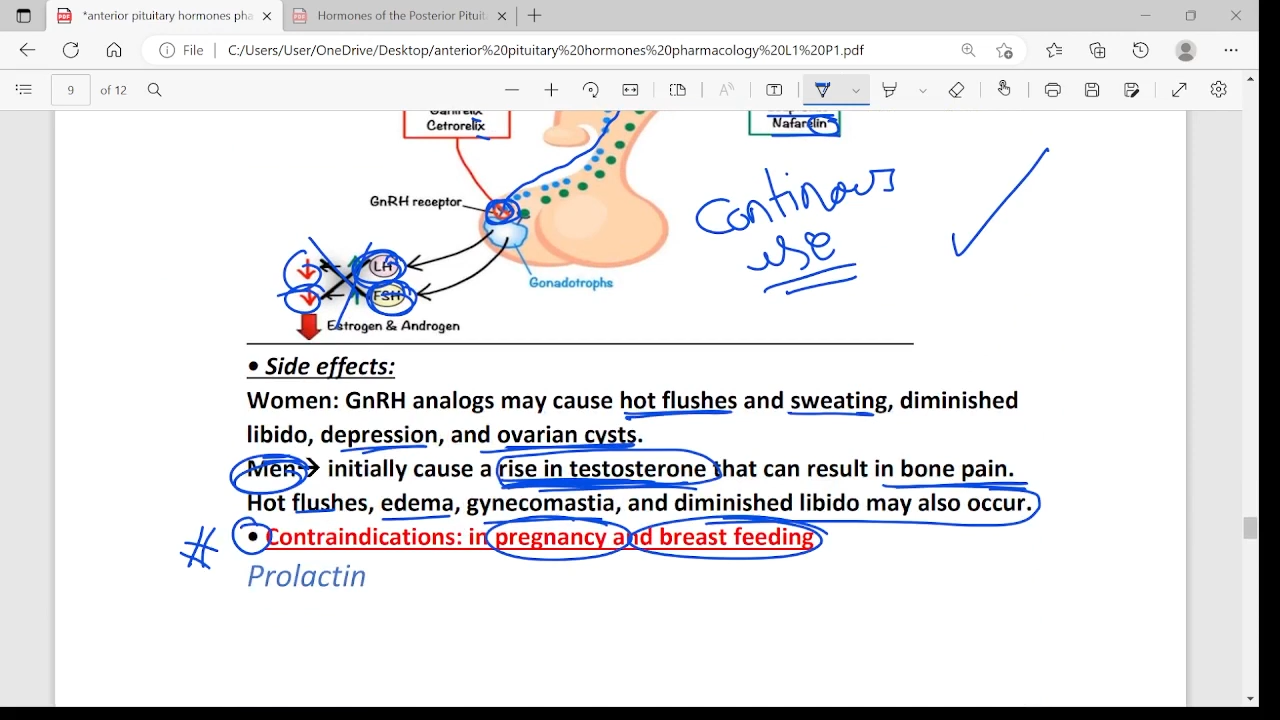 *anterior pituitary hormones pha
Hormones of the Posterior Pituit
File
C:/Users/User/OneDrive/Desktop/anterior%20pituitary%20hormones%20pharmacology%20L1%20P1.pdf
9 of 12
Cetrorelix
Nafarelin
GnRH receptor
continous
use
LH
FSH
Gonadotrophs
Estrogen & Androgen
• Side effects:
Women: GnRH analogs may cause hot flushes and sweating, diminished
libido, depression, and ovarian cysts.
Men→ initially cause a rise in testosterone that can result in bone pain.
Hot flushes, edema, gynecomastia, and diminished libido may also occur.
# • Contraindications: in pregnancy and breast feeding
Prolactin